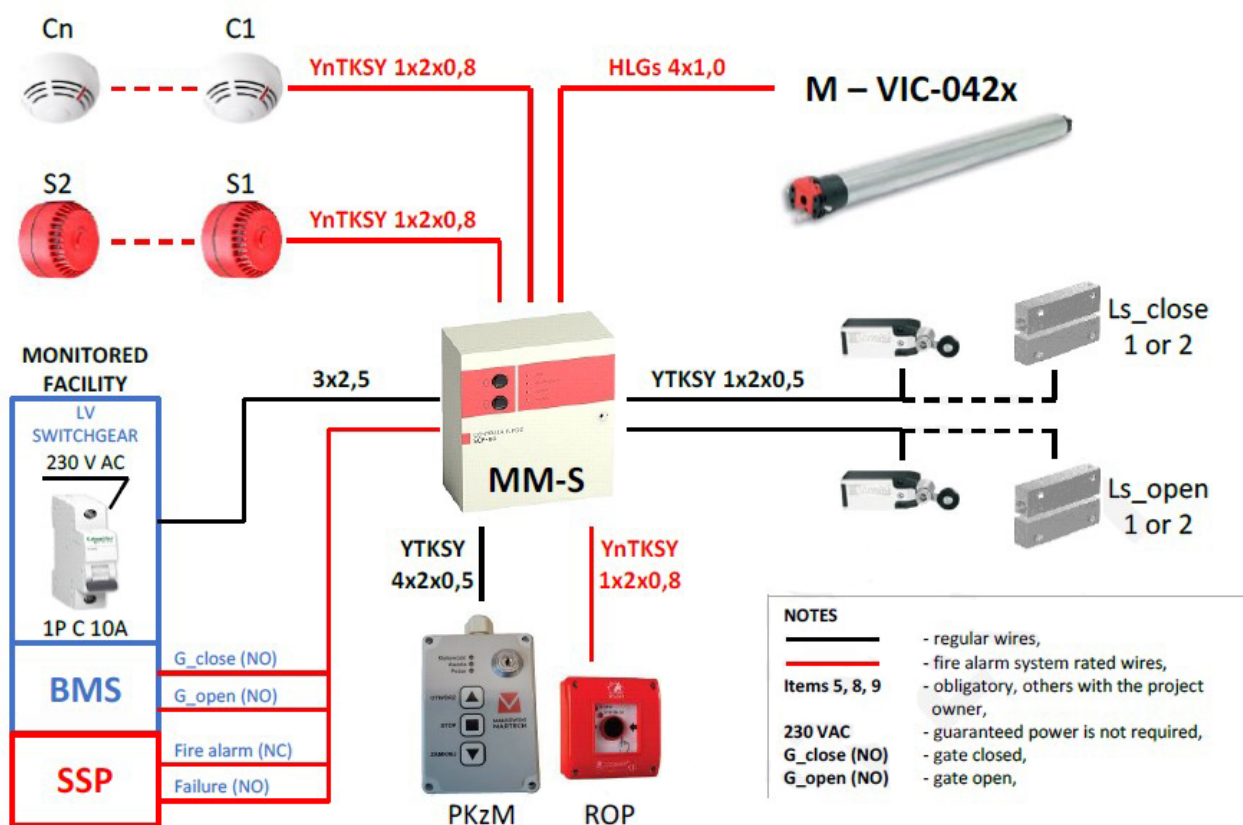 Cn
C1
YnTKSY 1x2x0,8
HLGs 4x1,0
M – VIC-042x
S2
S1
YnTKSY 1x2x0,8
MONITORED
FACILITY
LV
SWITCHGEAR
230 V AC
1P C 10A
BMS
SSP
3x2,5
G_close (NO)
G_open (NO)
Fire alarm (NC)
Failure (NO)
MM-S
YTKSY 1x2x0,5
Ls_close
1 or 2
Ls_open
1 or 2
YTKSY
4x2x0,5
YnTKSY
1x2x0,8
STOP
PKzM
ROP
NOTES
- regular wires,
- fire alarm system rated wires,
Items 5, 8, 9 - obligatory, others with the project
owner,
230 VAC - guaranteed power is not required,
G_close (NO) - gate closed,
G_open (NO) - gate open,